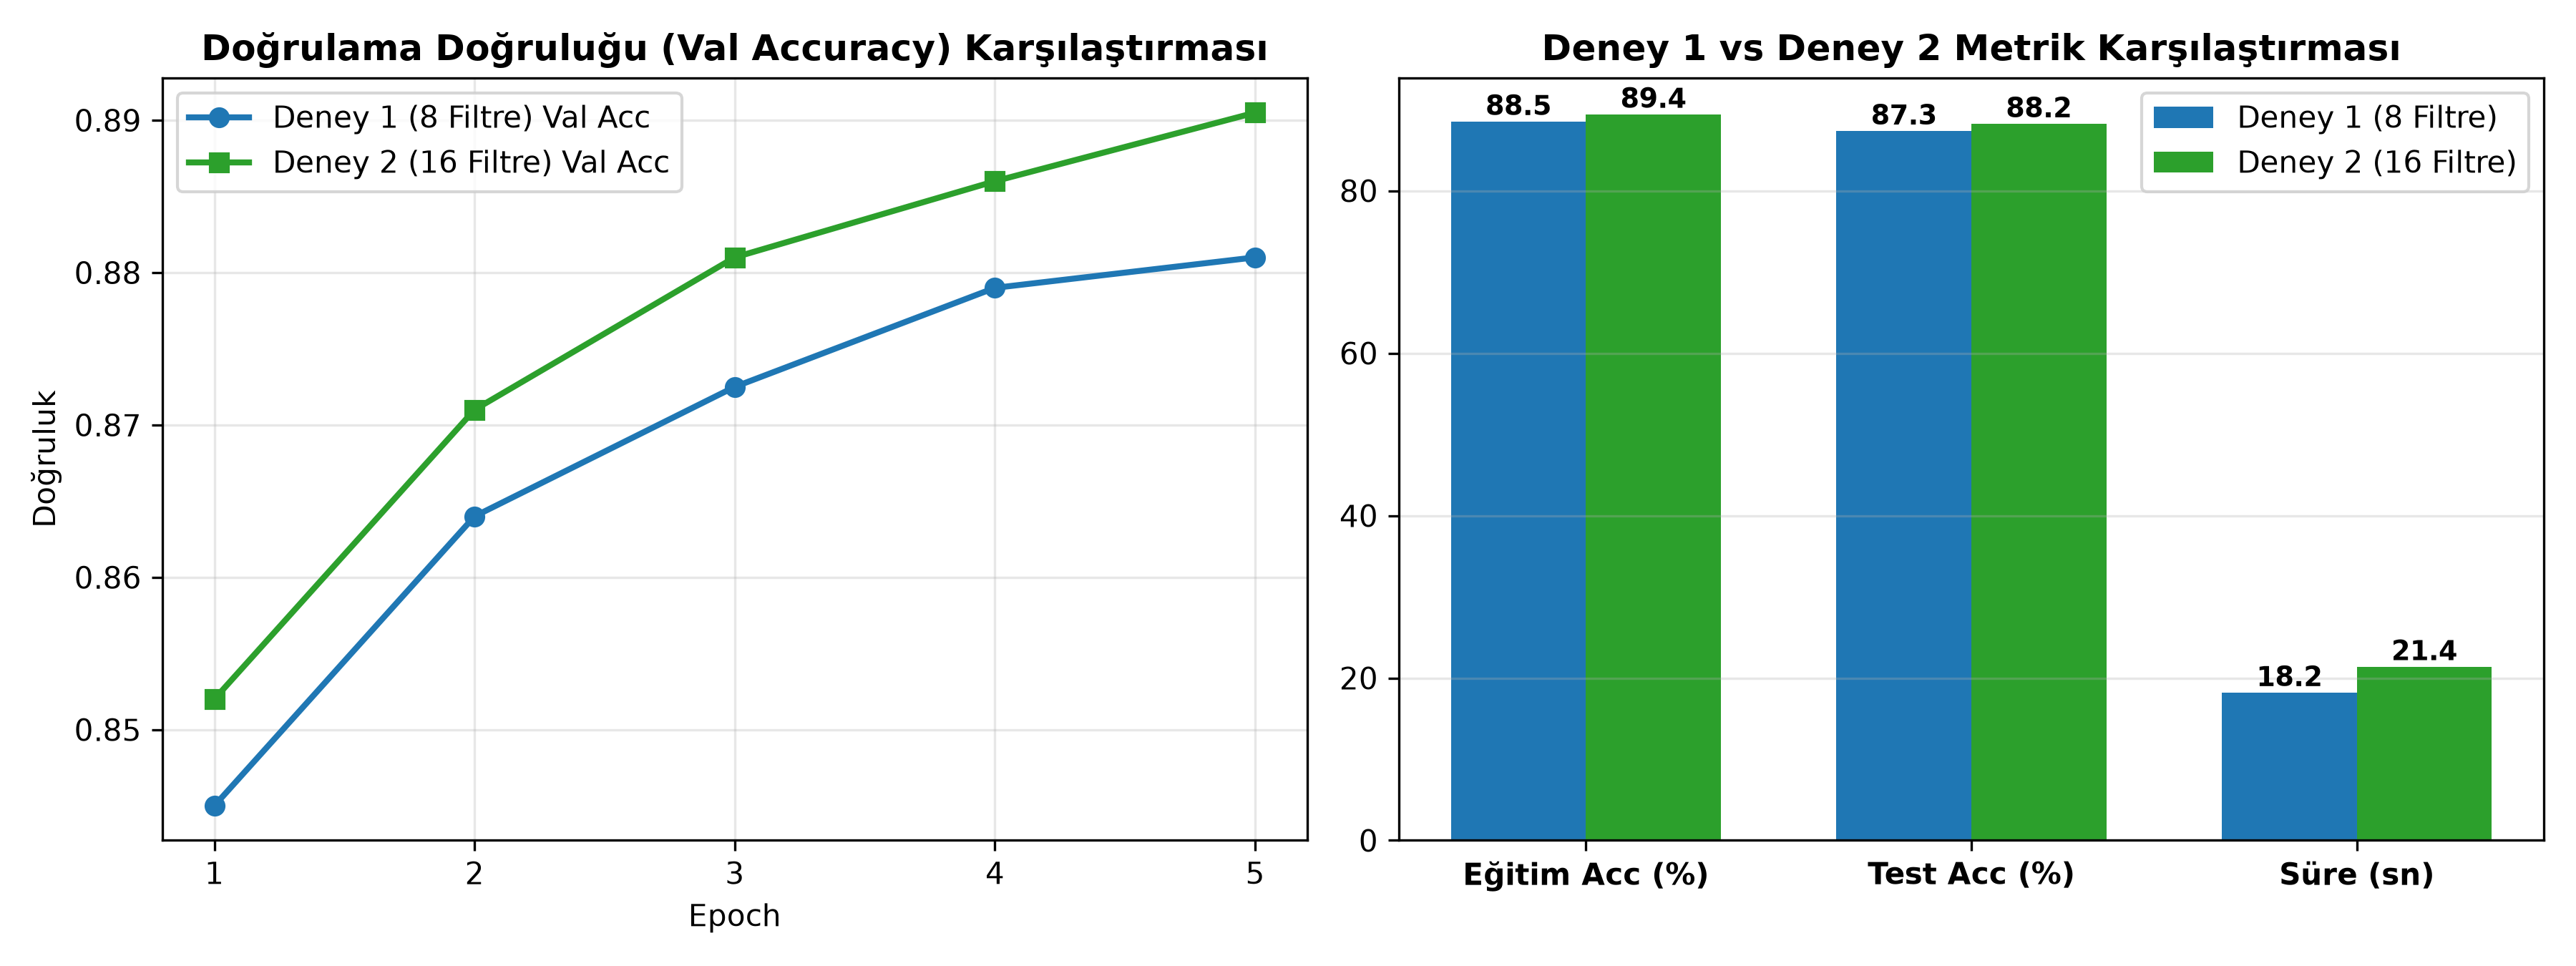 Doğrulama Doğruluğu (Val Accuracy) Karşılaştırması
Deney 1 (8 Filtre) Val Acc
Deney 2 (16 Filtre) Val Acc
0.89
0.88
0.87
0.86
0.85
Doğruluk
1 2 3 4 5
Epoch
Deney 1 vs Deney 2 Metrik Karşılaştırması
Deney 1 (8 Filtre)
Deney 2 (16 Filtre)
88.5 89.4 87.3 88.2
18.2 21.4
80
60
40
20
0
Eğitim Acc (%) Test Acc (%) Süre (sn)